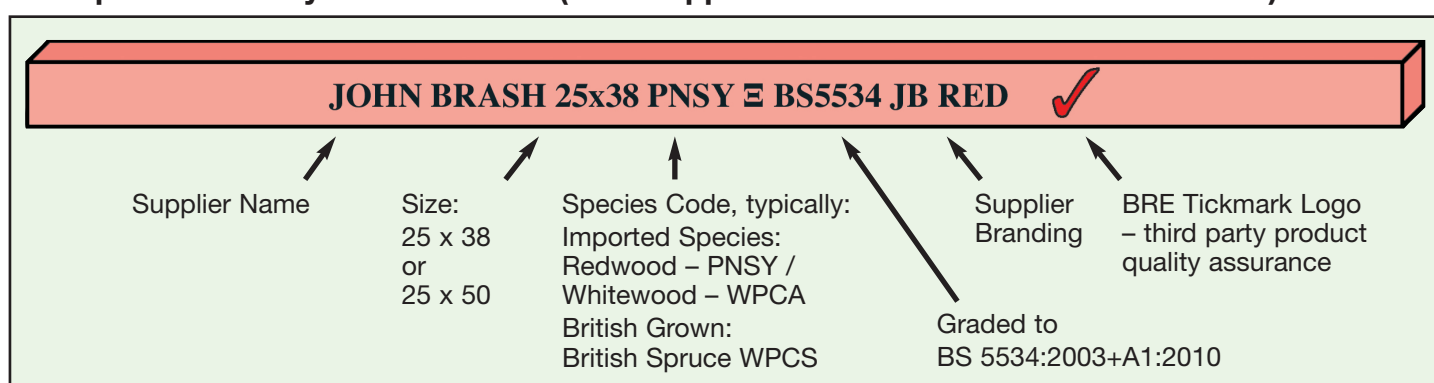 JOHN BRASH 25x38 PNSY Ξ BS5534 JB RED
Supplier Name
Size:
25 x 38
or
25 x 50
Species Code, typically:
Imported Species:
Redwood – PNSY /
Whitewood – WPCA
British Grown:
British Spruce WPCS
Graded to
BS 5534:2003+A1:2010
Supplier
Branding
BRE Tickmark Logo
– third party product
quality assurance